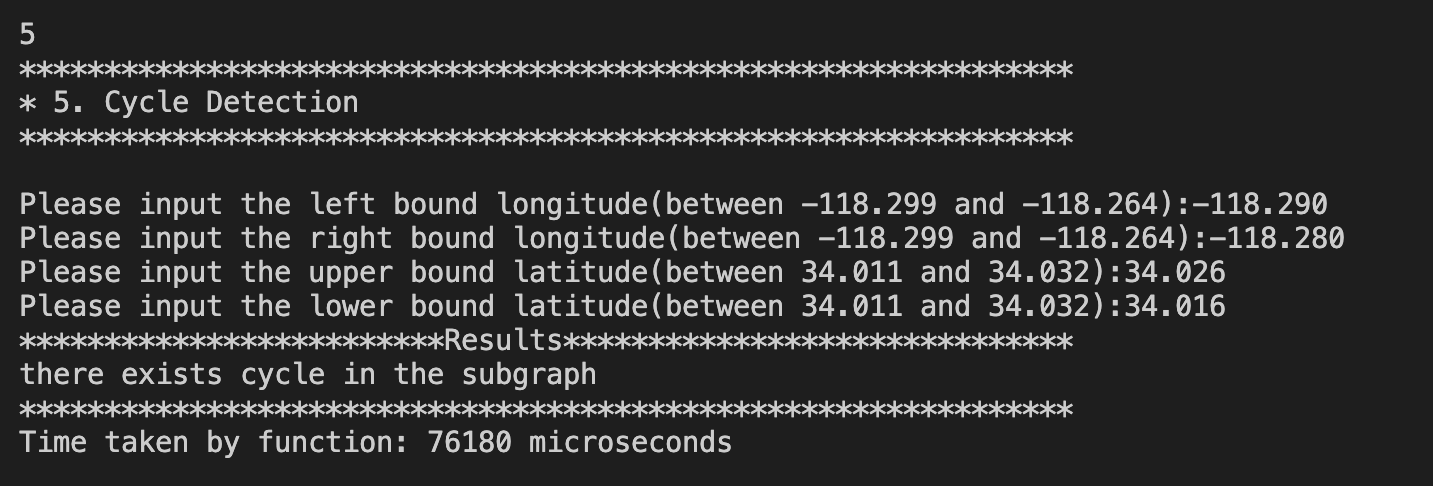 5
**************************************************************
* 5. Cycle Detection
**************************************************************
Please input the left bound longitude(between -118.299 and -118.264):-118.290
Please input the right bound longitude(between -118.299 and -118.264):-118.280
Please input the upper bound latitude(between 34.011 and 34.032):34.026
Please input the lower bound latitude(between 34.011 and 34.032):34.016
*************************Results******************************
there exists cycle in the subgraph
**************************************************************
Time taken by function: 76180 microseconds